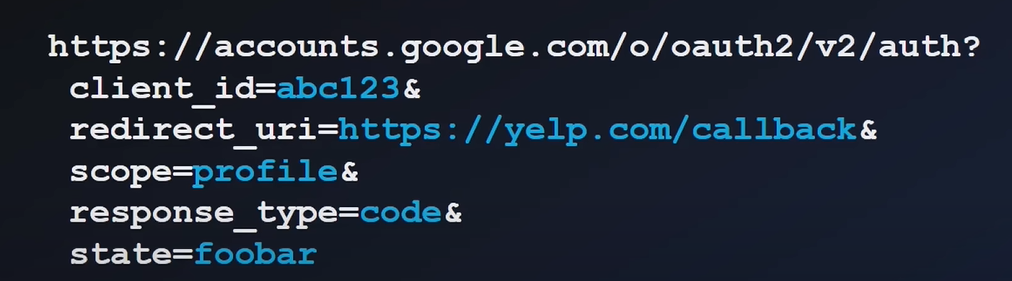 https://accounts.google.com/o/oauth2/v2/auth?
client_id=abc123&
redirect_uri=https://yelp.com/callback&
scope=profile&
response_type=code&
state=foobar